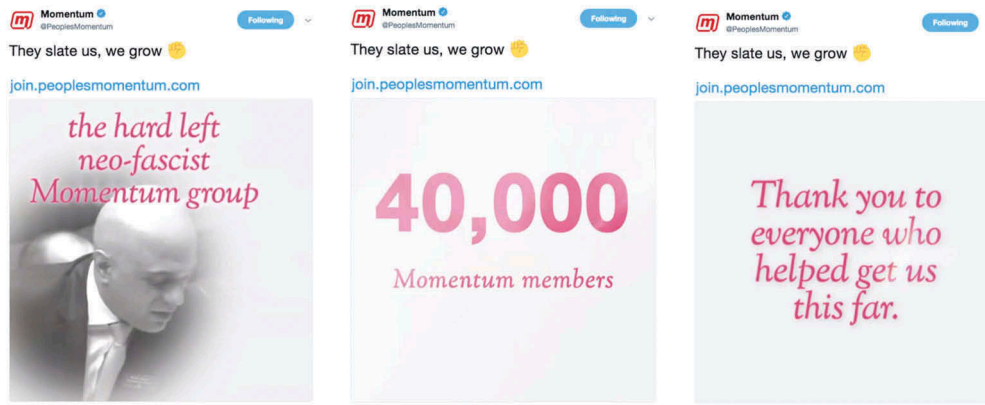 Momentum
@PeoplesMomentum
Following
They slate us, we grow ✊
join.peoplesmomentum.com
the hard left
neo-fascist
Momentum group
Momentum
@PeoplesMomentum
Following
They slate us, we grow ✊
join.peoplesmomentum.com
40,000
Momentum members
Momentum
@PeoplesMomentum
Following
They slate us, we grow ✊
join.peoplesmomentum.com
Thank you to
everyone who
helped get us
this far.